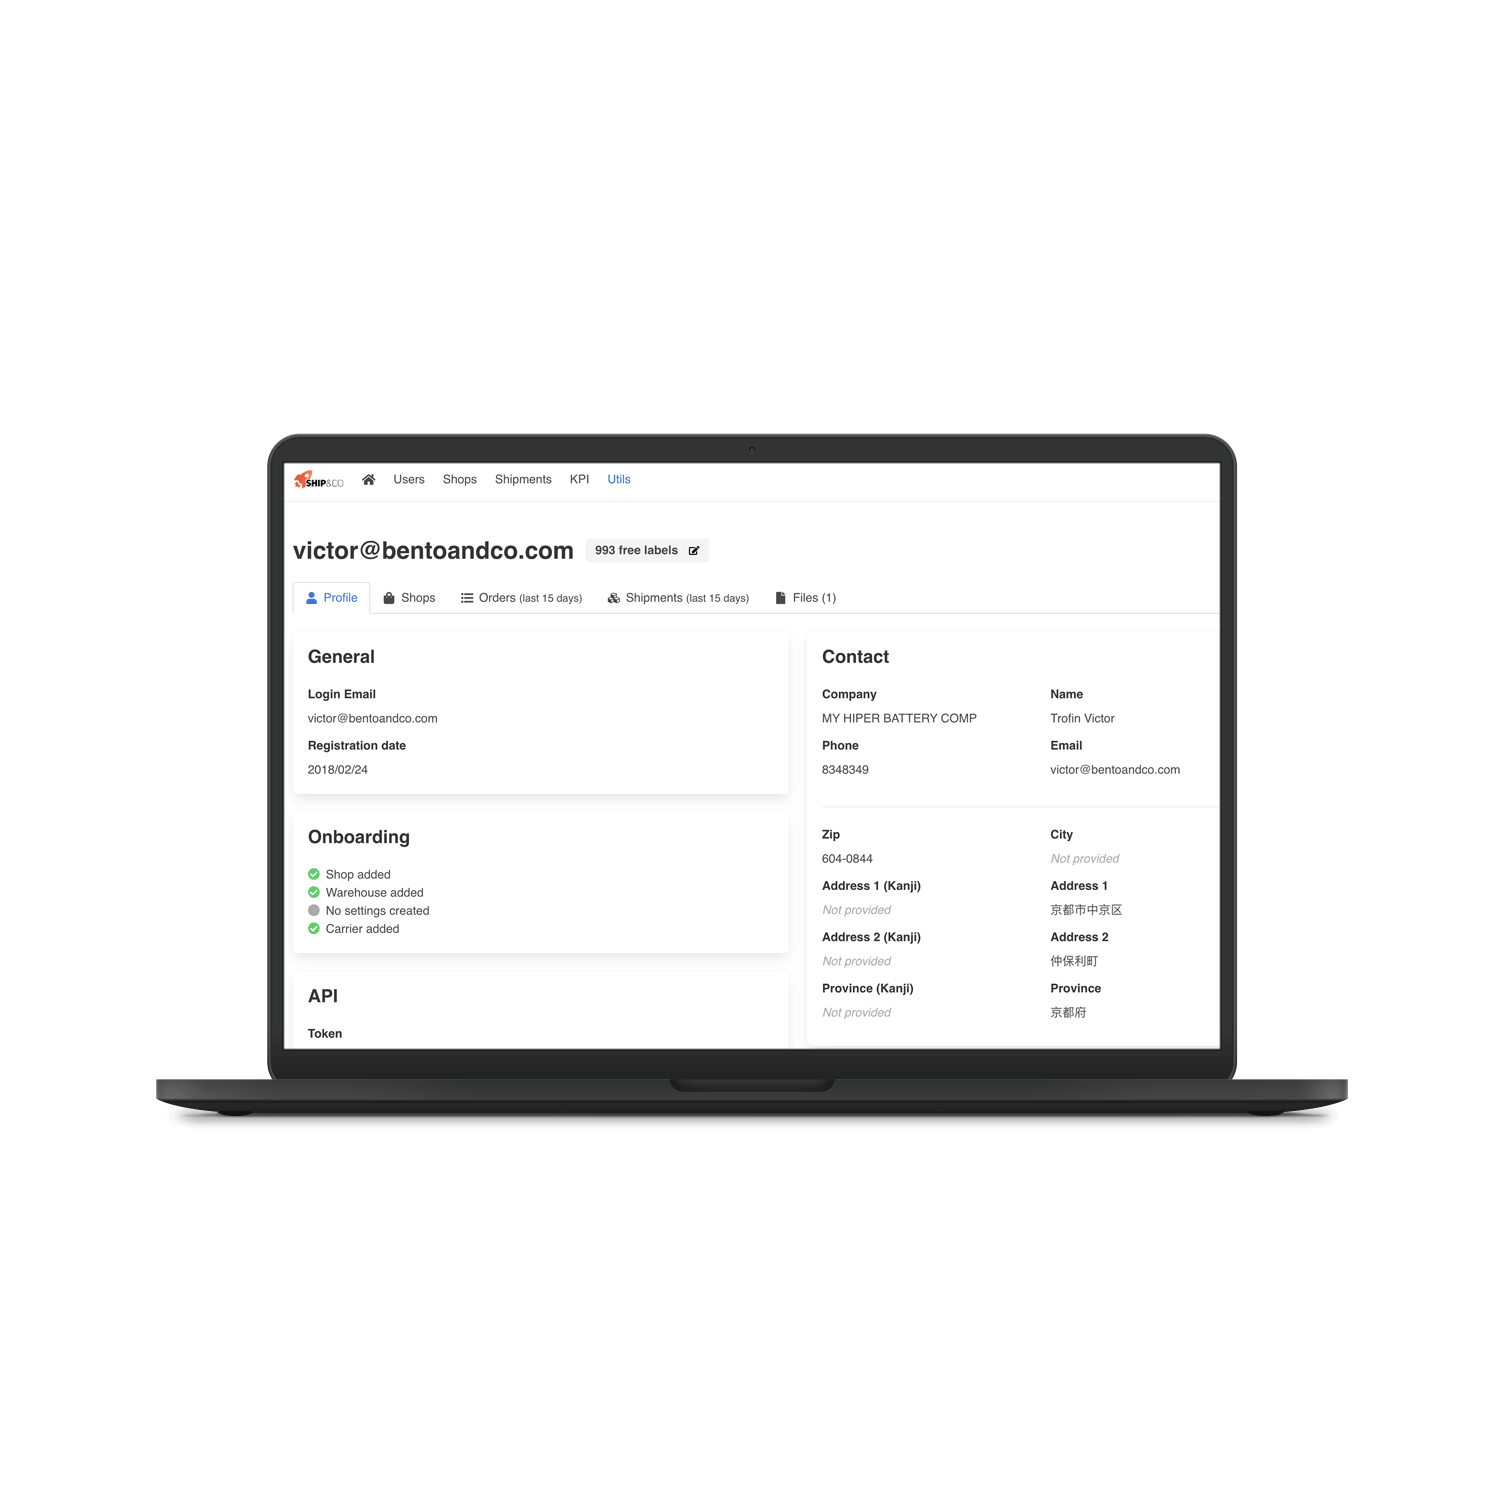 SHIP&CO Users Shops Shipments KPI Utils
victor@bentoandco.com 993 free labels
Profile Shops Orders (last 15 days) Shipments (last 15 days) Files (1)
General
Login Email
victor@bentoandco.com
Registration date
2018/02/24
Onboarding
Shop added
Warehouse added
No settings created
Carrier added
API
Token
Contact
Company Name
MY HIPER BATTERY COMP Trofin Victor
Phone Email
8348349 victor@bentoandco.com
Zip City
604-0844 Not provided
Address 1 (Kanji) Address 1
Not provided 京都市中京区
Address 2 (Kanji) Address 2
Not provided 仲保利町
Province (Kanji) Province
Not provided 京都府